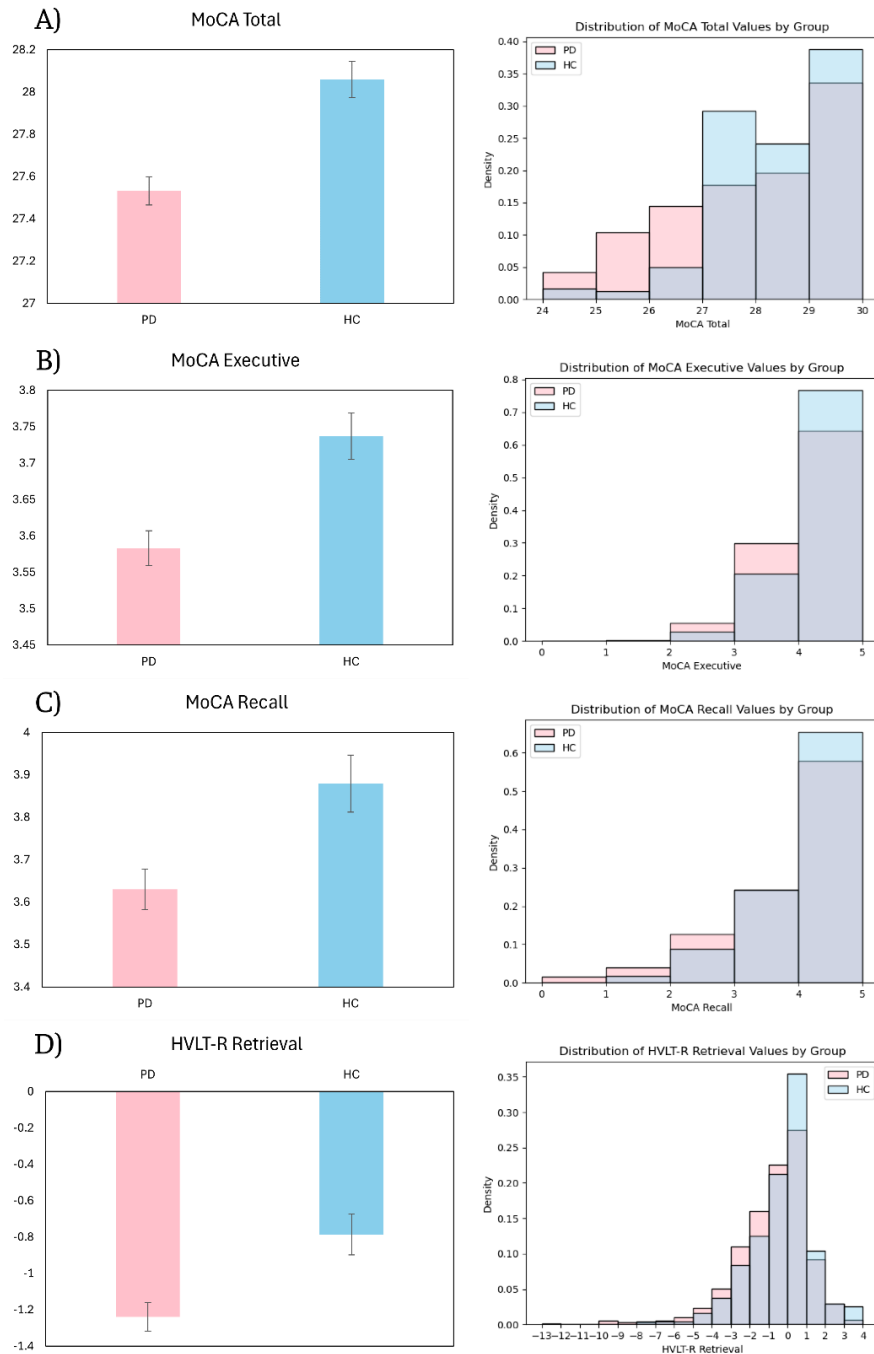 A)
MoCA Total
28.2
28
27.8
27.6
27.4
27.2
27
PD
HC
Distribution of MoCA Total Values by Group
PD
HC
0.40
0.35
0.30
0.25
0.20
0.15
0.10
0.05
0.00
Density
24 25 26 27 28 29 30
MoCA Total
B)
MoCA Executive
3.8
3.75
3.7
3.65
3.6
3.55
3.5
3.45
PD
HC
Distribution of MoCA Executive Values by Group
PD
HC
0.8
0.7
0.6
0.5
0.4
0.3
0.2
0.1
0.0
Density
0 1 2 3 4 5
MoCA Executive
C)
MoCA Recall
4
3.9
3.8
3.7
3.6
3.5
3.4
PD
HC
Distribution of MoCA Recall Values by Group
PD
HC
0.6
0.5
0.4
0.3
0.2
0.1
0.0
Density
0 1 2 3 4 5
MoCA Recall
D)
HVLT-R Retrieval
PD
HC
0
-0.2
-0.4
-0.6
-0.8
-1
-1.2
-1.4
Distribution of HVLT-R Retrieval Values by Group
PD
HC
0.35
0.30
0.25
0.20
0.15
0.10
0.05
0.00
Density
−13−12−11−10 −9 −8 −7 −6 −5 −4 −3 −2 −1 0 1 2 3 4
HVLT-R Retrieval